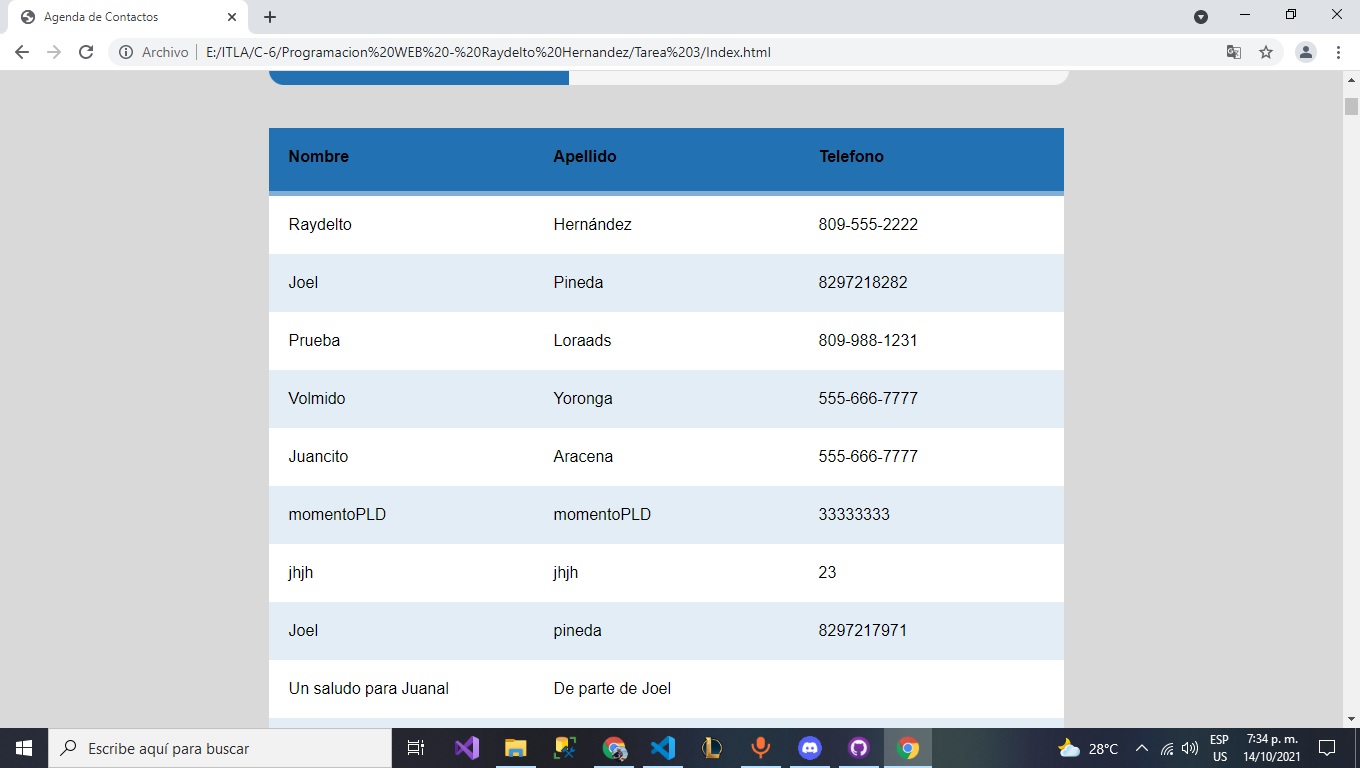 Agenda de Contactos
Archivo E:/ITLA/C-6/Programacion%20WEB%20-%20Raydelto%20Hernandez/Tarea%203/Index.html
Nombre Apellido Telefono
Raydelto Hernández 809-555-2222
Joel Pineda 8297218282
Prueba Loraads 809-988-1231
Volmido Yoronga 555-666-7777
Juancito Aracena 555-666-7777
momentoPLD momentoPLD 33333333
jhjh jhjh 23
Joel pineda 8297217971
Un saludo para Juanal De parte de Joel
Escribe aquí para buscar 28°C ESP 7:34 p. m.
US 14/10/2021